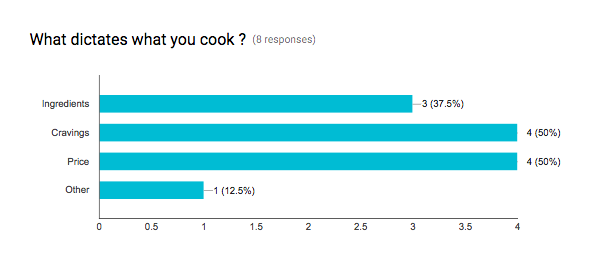 What dictates what you cook ? (8 responses)
Ingredients 3 (37.5%)
Cravings 4 (50%)
Price 4 (50%)
Other 1 (12.5%)
0 0.5 1 1.5 2 2.5 3 3.5 4